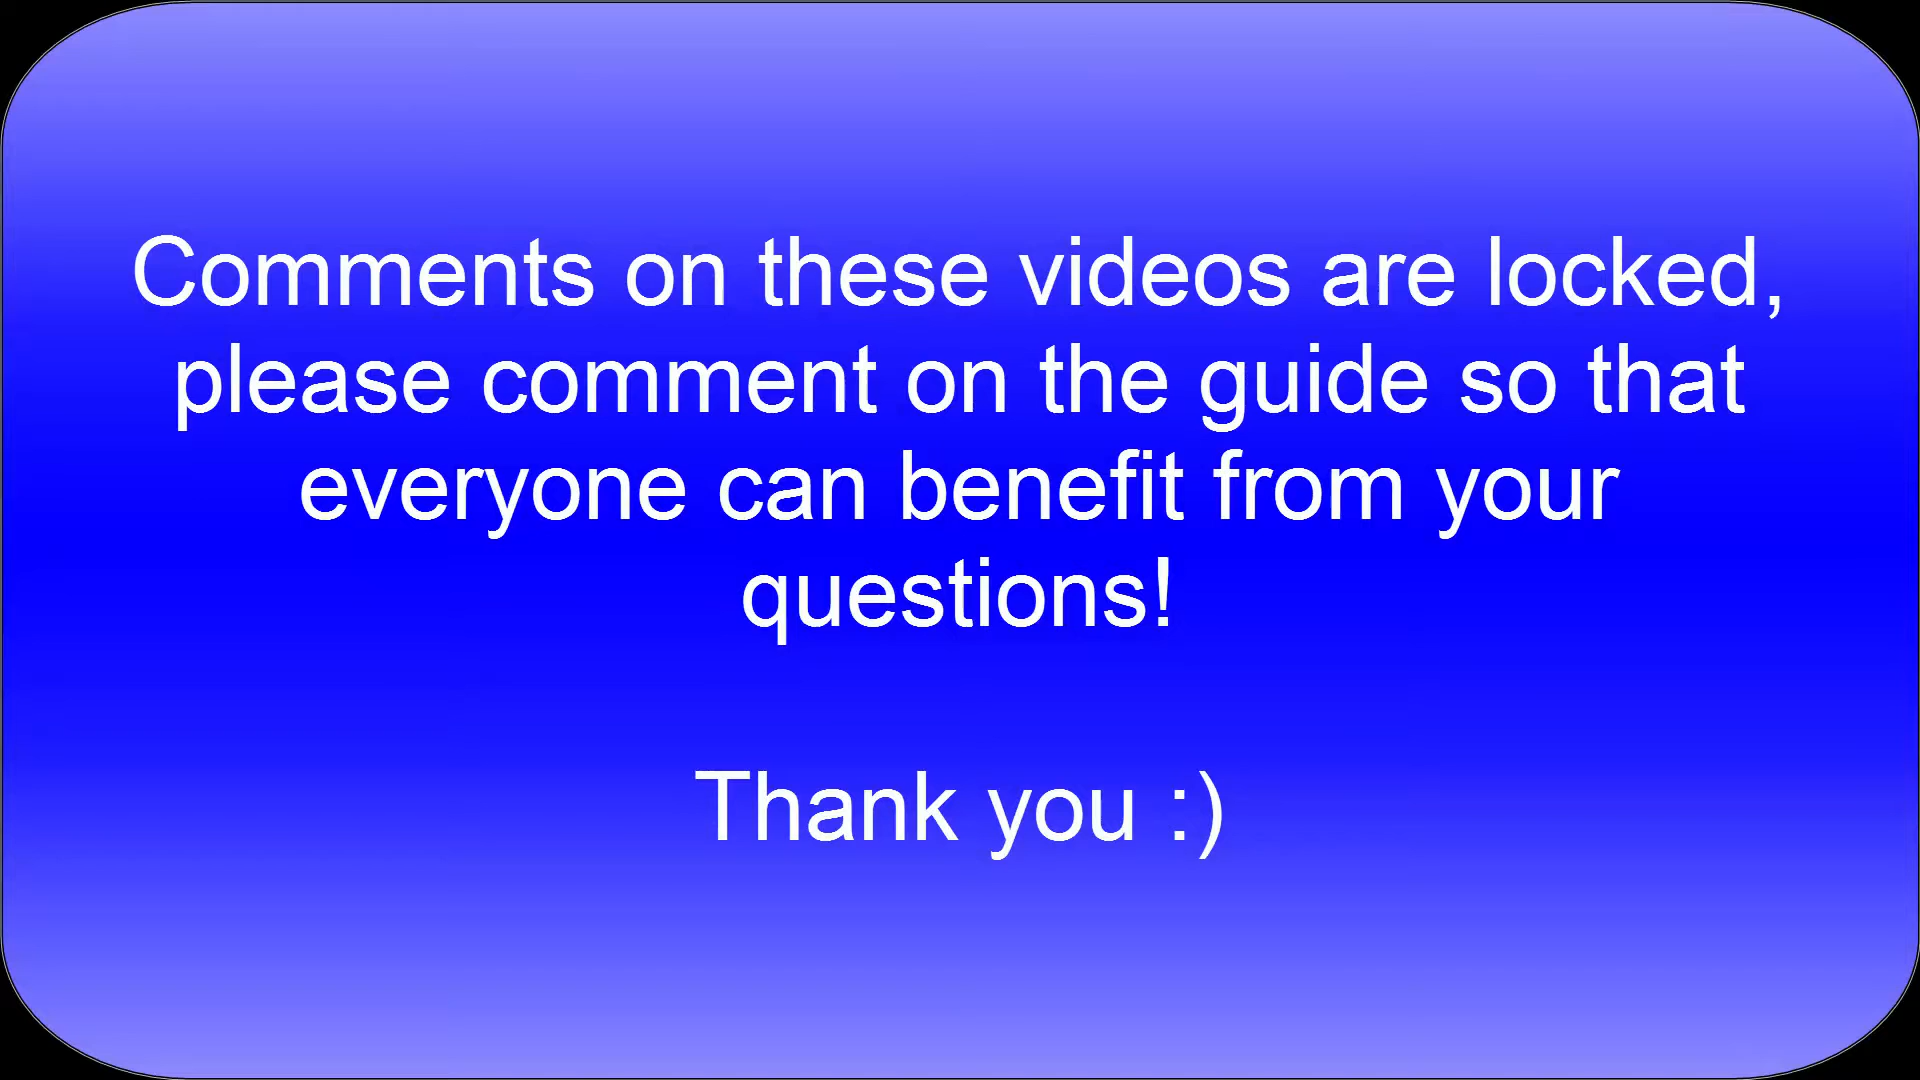 Comments on these videos are locked,
please comment on the guide so that
everyone can benefit from your
questions!
Thank you :)